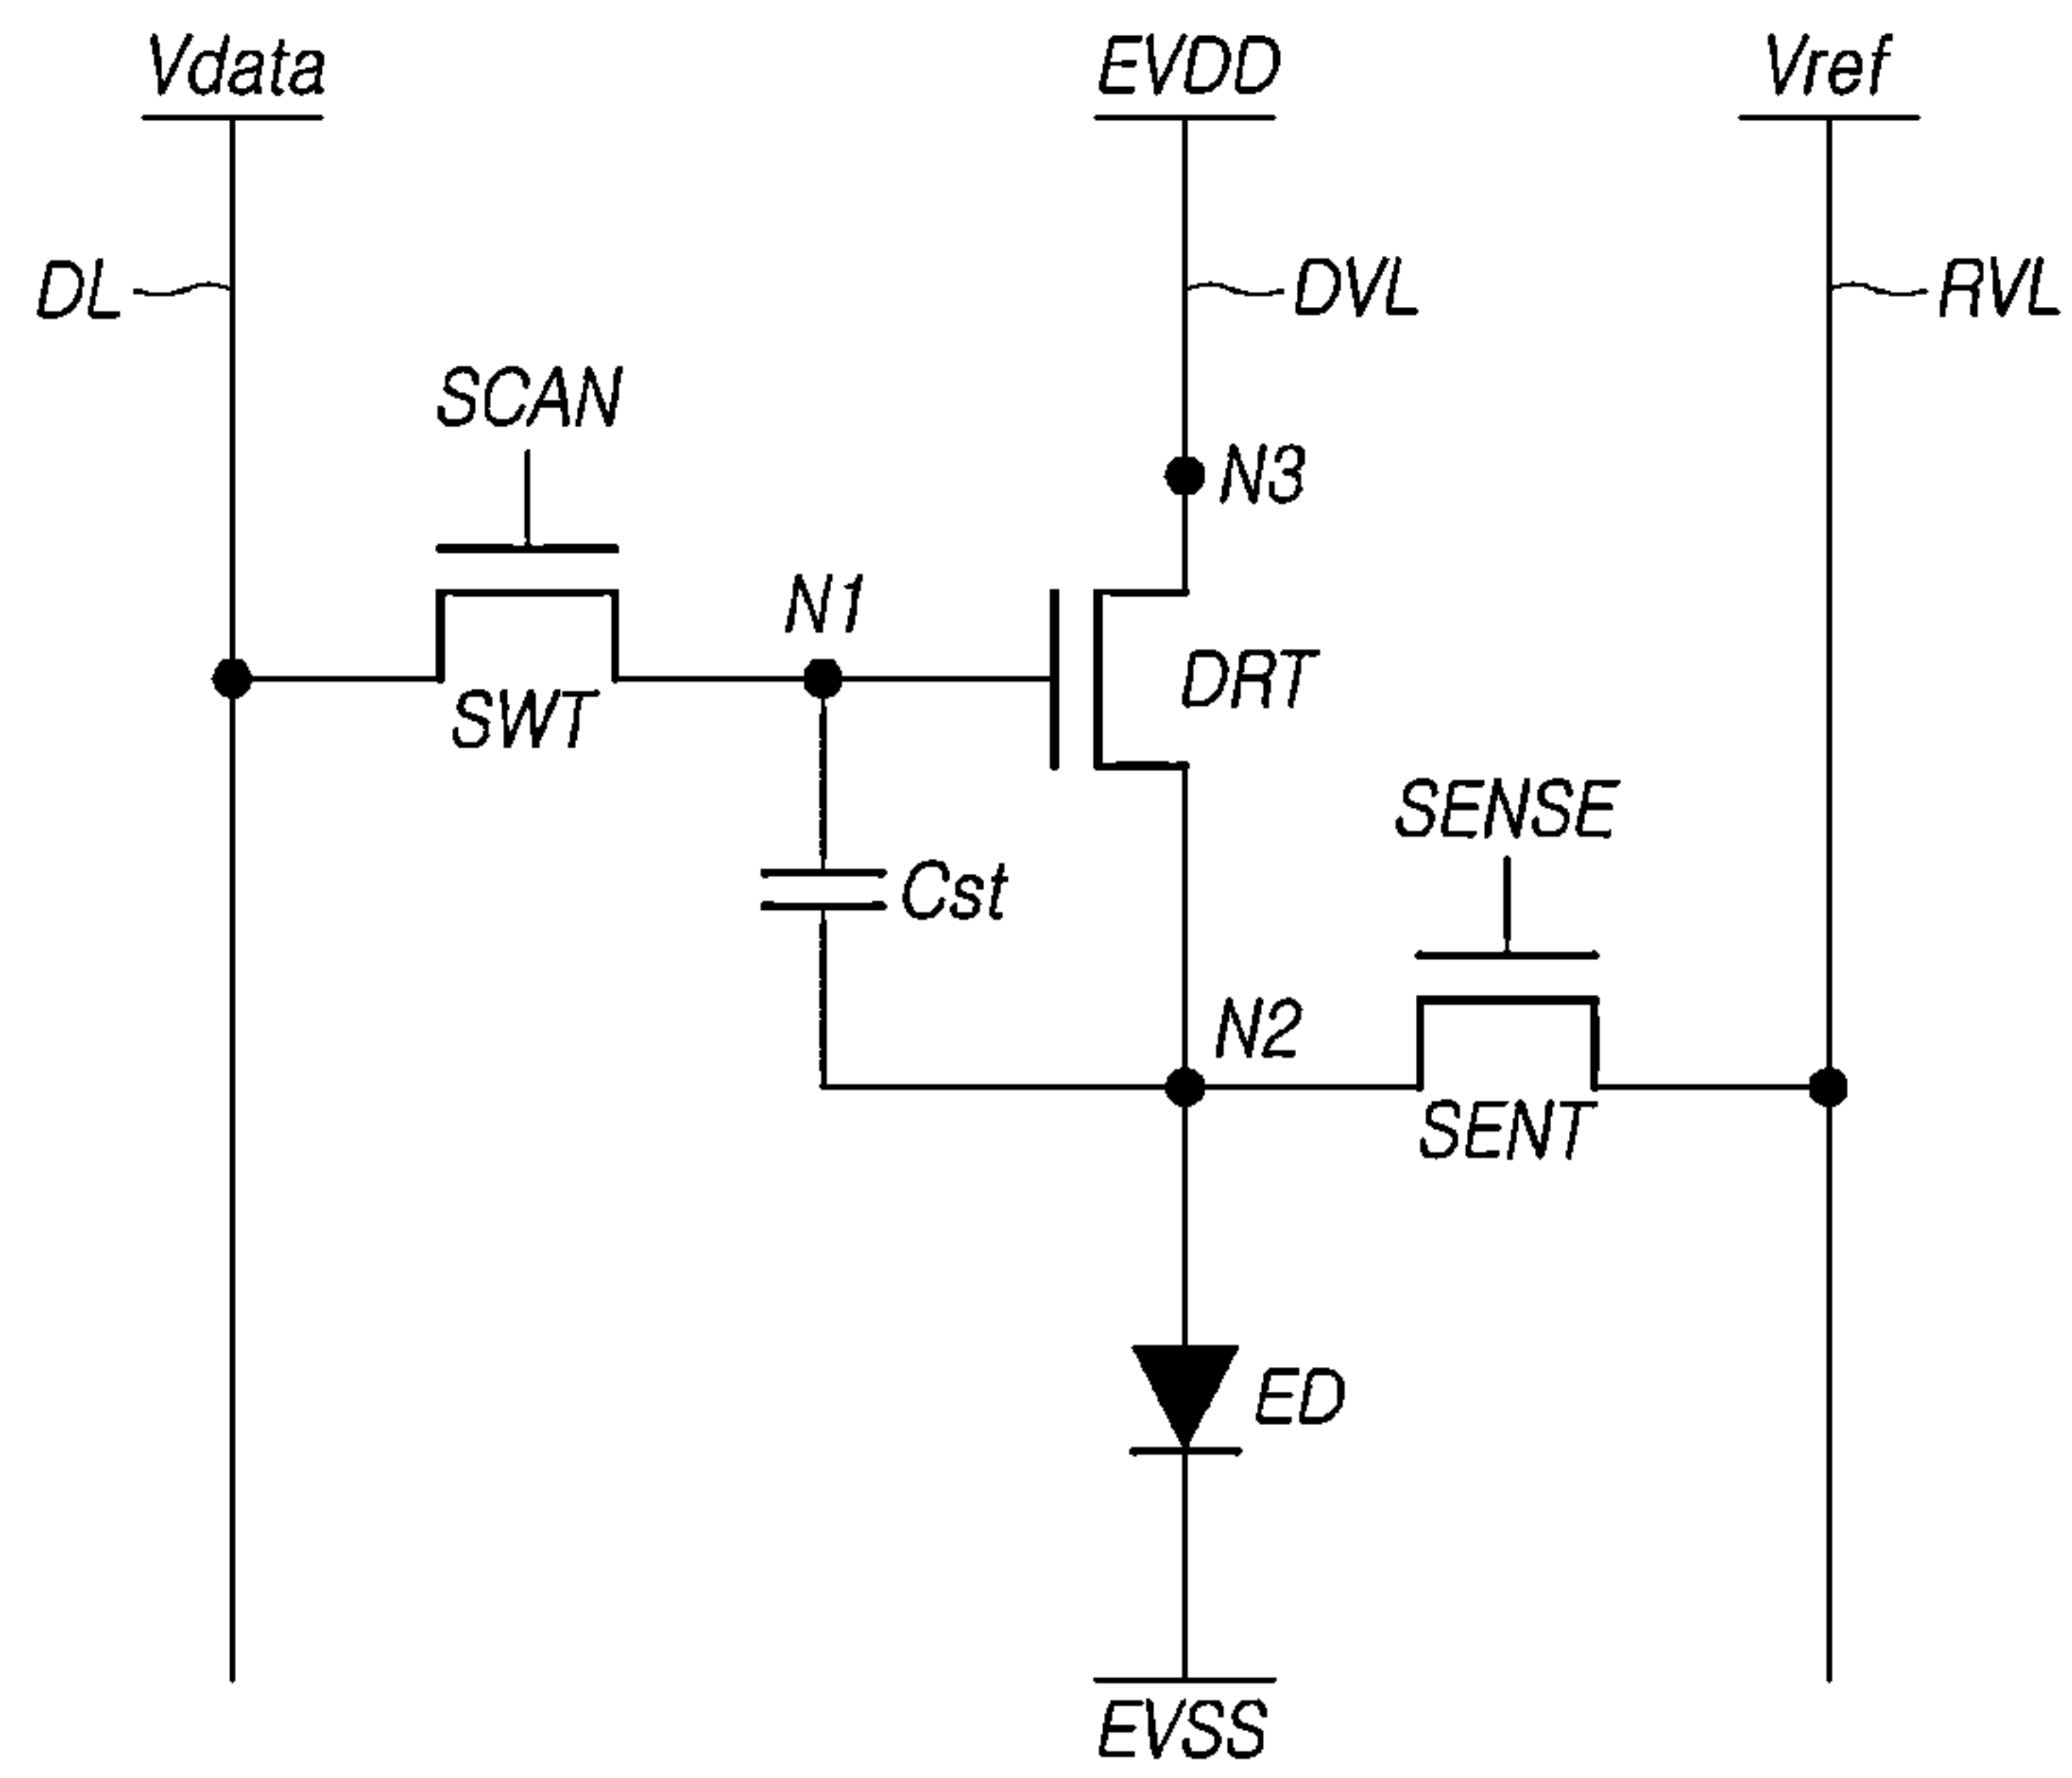 Vdata
EVDD
Vref
DL
DVL
RVL
SCAN
N3
N1
DRT
SWT
SENSE
Cst
N2
SENT
ED
EVSS